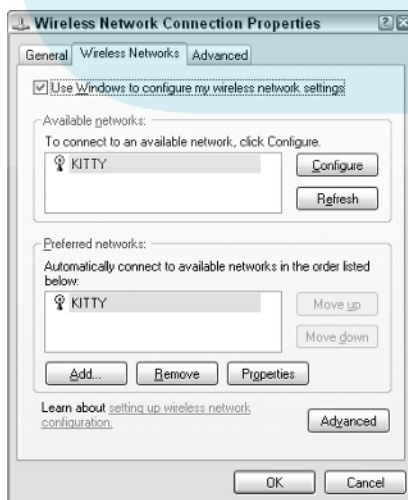 Wireless Network Connection Properties
General Wireless Networks Advanced
Use Windows to configure my wireless network settings
Available networks:
To connect to an available network, click Configure.
KITTY
Configure
Refresh
Preferred networks:
Automatically connect to available networks in the order listed
below:
KITTY
Move up
Move down
Add... Remove Properties
Learn about setting up wireless network
configuration.
Advanced
OK Cancel